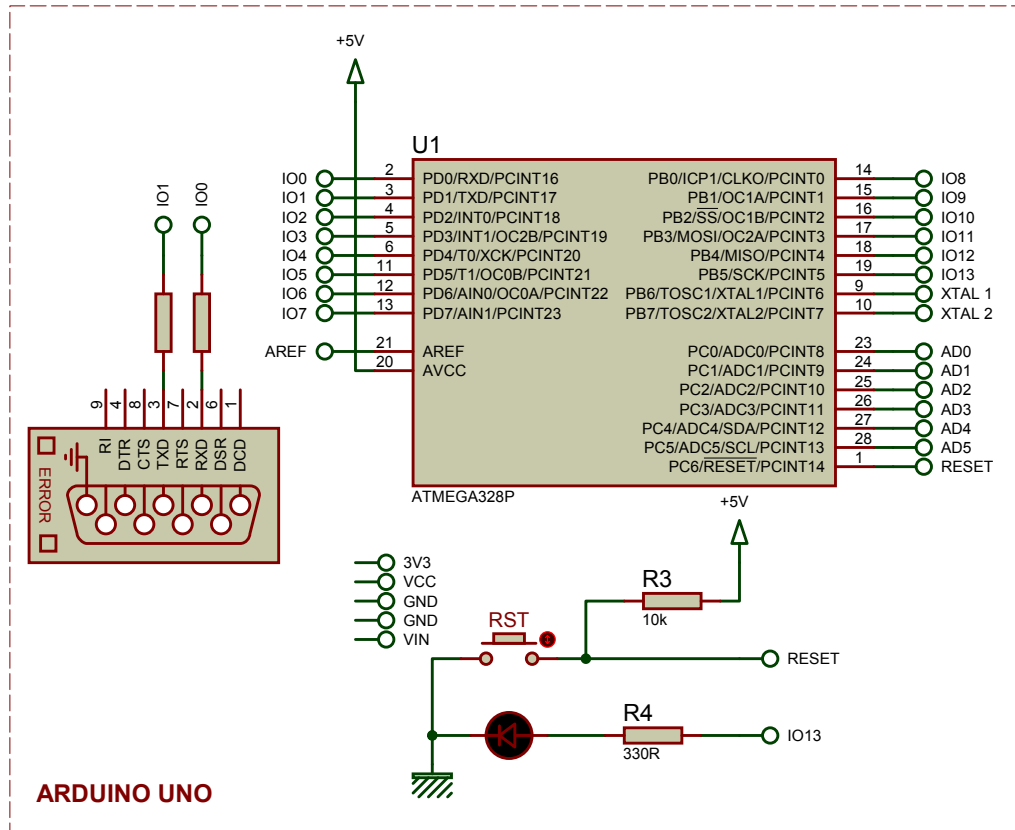 +5V
U1
IO0 2 PD0/RXD/PCINT16 PB0/ICP1/CLKO/PCINT0 14 IO8
IO1 3 PD1/TXD/PCINT17 PB1/OC1A/PCINT1 15 IO9
IO2 4 PD2/INT0/PCINT18 PB2/SS/OC1B/PCINT2 16 IO10
IO3 5 PD3/INT1/OC2B/PCINT19 PB3/MOSI/OC2A/PCINT3 17 IO11
IO4 6 PD4/T0/XCK/PCINT20 PB4/MISO/PCINT4 18 IO12
IO5 11 PD5/T1/OC0B/PCINT21 PB5/SCK/PCINT5 19 IO13
IO6 12 PD6/AIN0/OC0A/PCINT22 PB6/TOSC1/XTAL1/PCINT6 9 XTAL 1
IO7 13 PD7/AIN1/PCINT23 PB7/TOSC2/XTAL2/PCINT7 10 XTAL 2
AREF 21 AREF PC0/ADC0/PCINT8 23 AD0
20 AVCC PC1/ADC1/PCINT9 24 AD1
PC2/ADC2/PCINT10 25 AD2
PC3/ADC3/PCINT11 26 AD3
PC4/ADC4/SDA/PCINT12 27 AD4
PC5/ADC5/SCL/PCINT13 28 AD5
PC6/RESET/PCINT14 1 RESET
ATMEGA328P
IO1 IO0
9 4 8 3 7 2 6 1
RI DTR CTS TXD RTS RXD DSR DCD
ERROR
+5V
3V3
VCC
GND
GND
VIN
R3
10k
RST
RESET
R4
330R
IO13
ARDUINO UNO